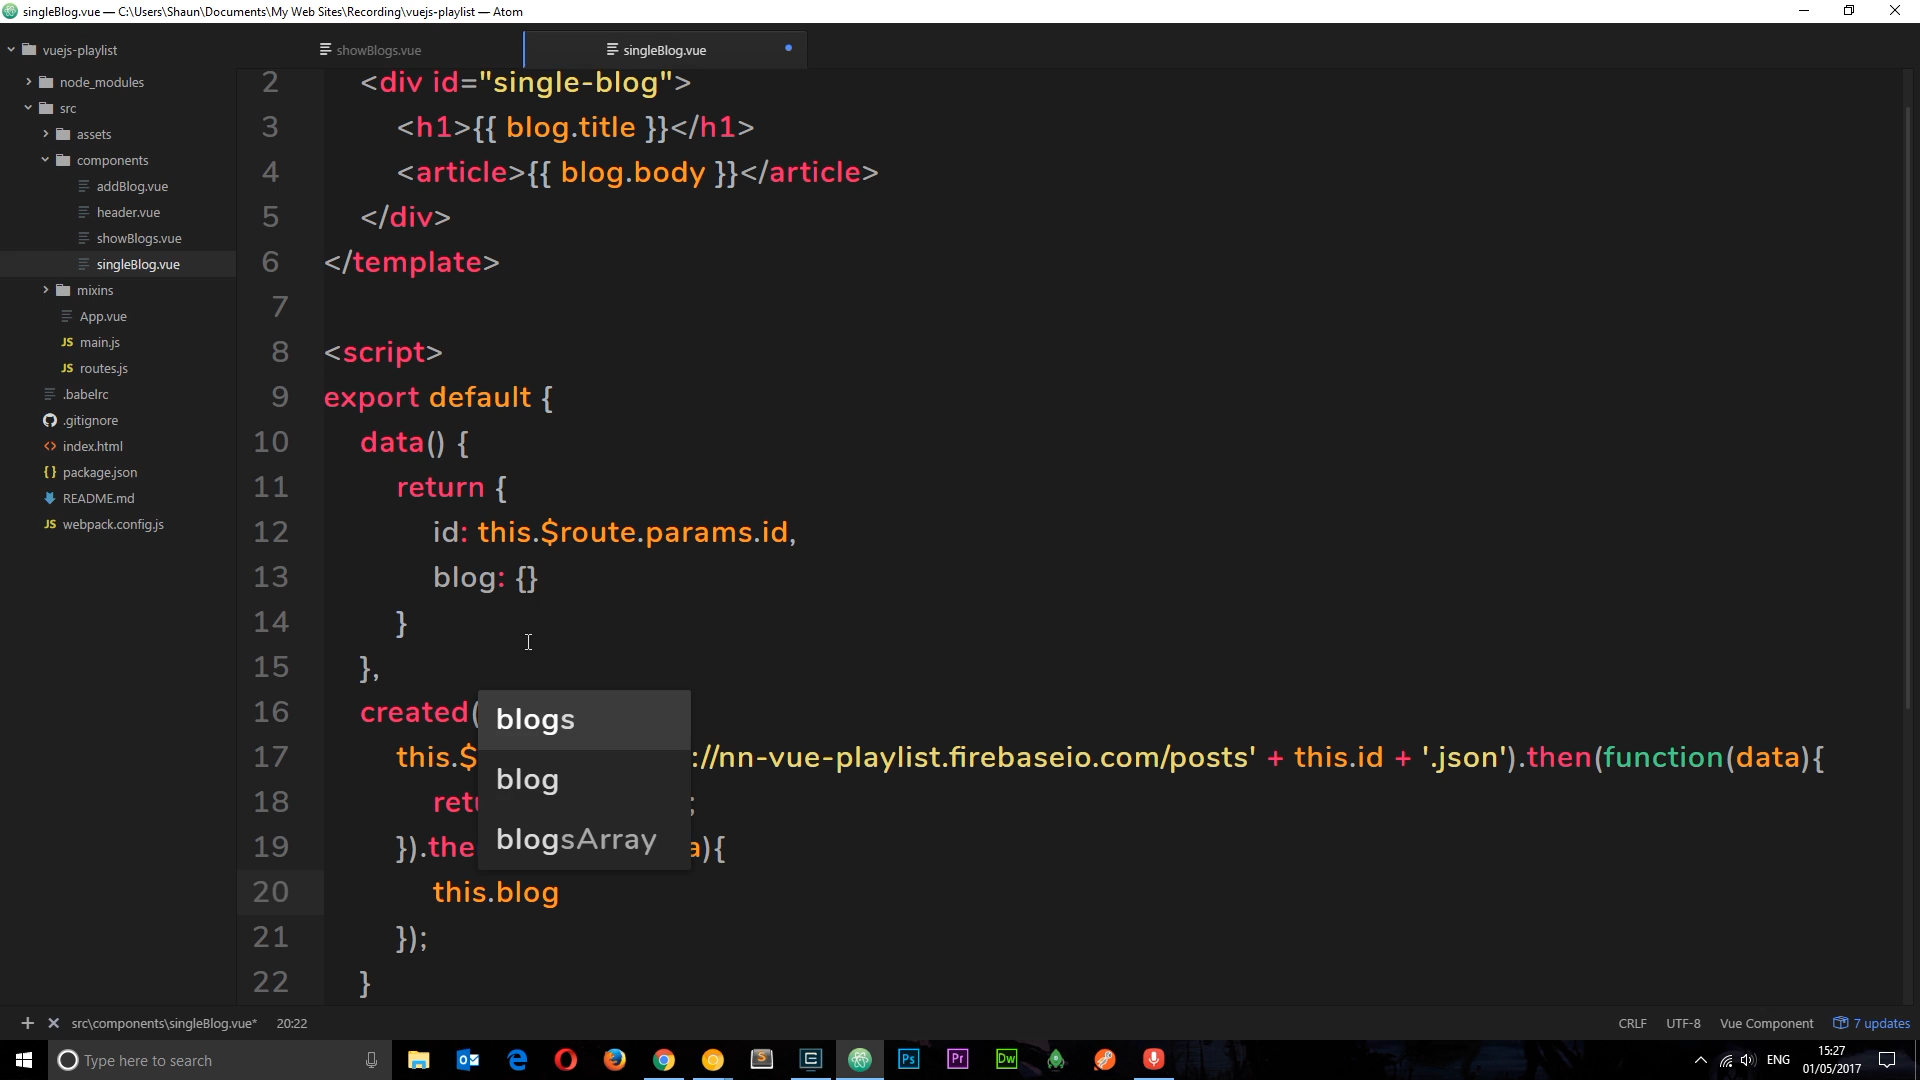 singleBlog.vue — C:\Users\Shaun\Documents\My Web Sites\Recording\vuejs-playlist — Atom
vuejs-playlist
showBlogs.vue
singleBlog.vue
node_modules
src
assets
components
addBlog.vue
header.vue
showBlogs.vue
singleBlog.vue
mixins
App.vue
JS main.js
JS routes.js
.babelrc
.gitignore
<> index.html
{} package.json
README.md
JS webpack.config.js
2 <div id="single-blog">
3 <h1>{{ blog.title }}</h1>
4 <article>{{ blog.body }}</article>
5 </div>
6 </template>
7
8 <script>
9 export default {
10 data() {
11 return {
12 id: this.$route.params.id,
13 blog: {}
14 }
15 },
16 created(
17 this.$ ://nn-vue-playlist.firebaseio.com/posts' + this.id + '.json').then(function(data){
18 retu ;
19 }).the a){
20 this.blog
21 });
22 }
blogs
blog
blogsArray
src\components\singleBlog.vue* 20:22
CRLF UTF-8 Vue Component 7 updates
Type here to search
S
Ps
Pr
Dw
ENG
15:27
01/05/2017